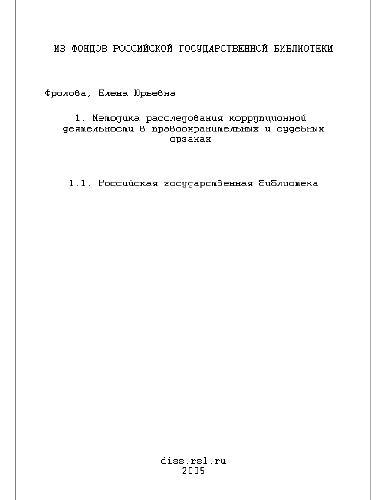 ИЗ ФОНДОВ РОССИЙСКОЙ ГОСУДАРСТВЕННОЙ БИБЛИОТЕКИ
Фролова, Елена Юрьевна
1. Методика расследования коррупционной
деятельности в правоохранительных и судебных
органах
1.1. Российская государственная библиотека
diss.rsl.ru
2005